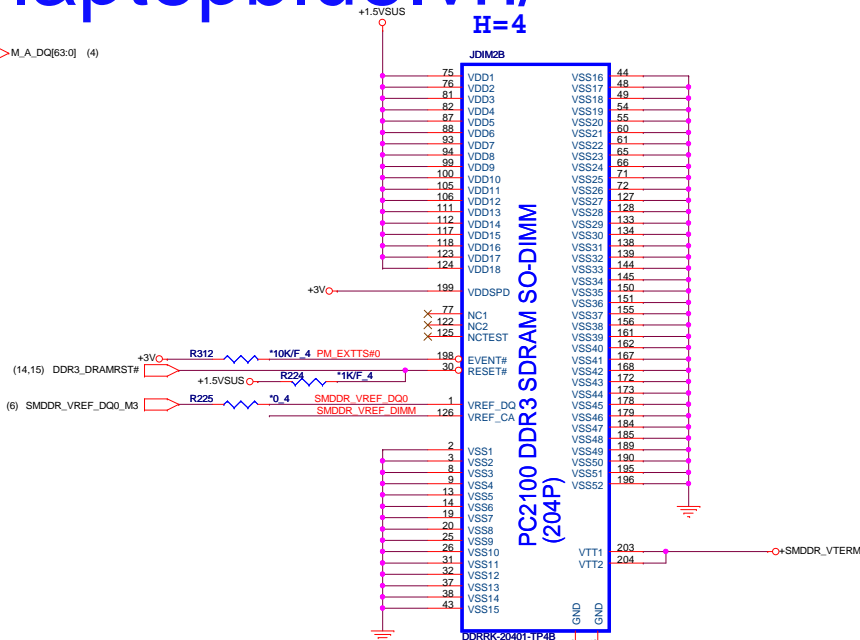 laptopblue.vn/
+1.5VSUS
H=4
M_A_DQ[63:0] (4)
JDIM2B
75 VDD1 VSS16 44
76 VDD2 VSS17 48
81 VDD3 VSS18 49
82 VDD4 VSS19 54
87 VDD5 VSS20 55
88 VDD6 VSS21 60
93 VDD7 VSS22 61
94 VDD8 VSS23 65
99 VDD9 VSS24 66
100 VDD10 VSS25 71
105 VDD11 VSS26 72
106 VDD12 VSS27 127
111 VDD13 VSS28 128
112 VDD14 VSS29 133
117 VDD15 VSS30 134
118 VDD16 VSS31 138
123 VDD17 VSS32 139
124 VDD18 VSS33 144
VSS34 145
+3V 199 VDDSPD VSS35 150
VSS36 151
77 NC1 VSS37 155
122 NC2 VSS38 156
125 NCTEST VSS39 161
VSS40 162
+3V R312 *10K/F_4 PM_EXTTS#0 198 EVENT# VSS41 167
(14,15) DDR3_DRAMRST# 30 RESET# VSS42 168
+1.5VSUS R224 *1K/F_4 VSS43 172
VSS44 173
(6) SMDDR_VREF_DQ0_M3 R225 *0_4 SMDDR_VREF_DQ0 1 VREF_DQ VSS45 178
SMDDR_VREF_DIMM 126 VREF_CA VSS46 179
VSS47 184
VSS48 185
2 VSS1 VSS49 189
3 VSS2 VSS50 190
8 VSS3 VSS51 195
9 VSS4 VSS52 196
13 VSS5
14 VSS6
19 VSS7
20 VSS8
25 VSS9
26 VSS10 VTT1 203 +SMDDR_VTERM
31 VSS11 VTT2 204
32 VSS12
37 VSS13
38 VSS14
43 VSS15
PC2100 DDR3 SDRAM SO-DIMM
(204P)
GND
GND
DDRRK-20401-TP4B